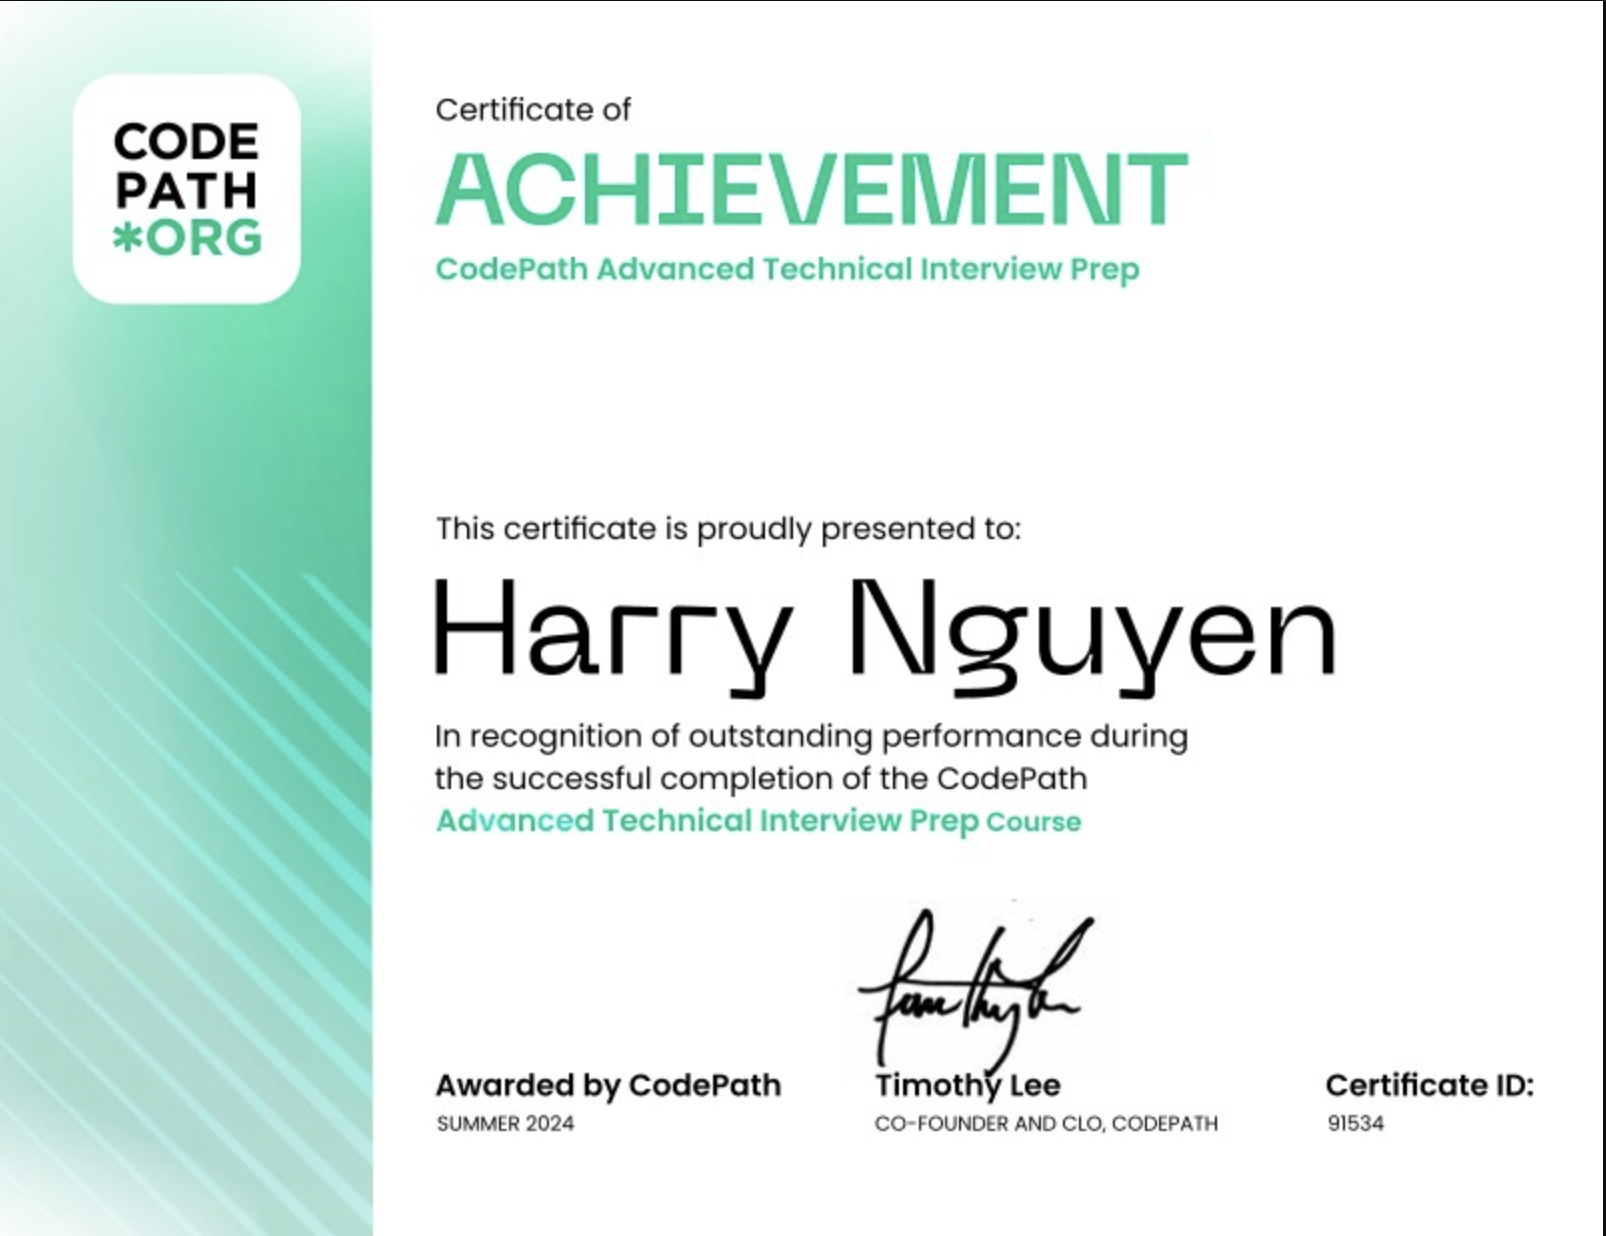 CODE
PATH
*ORG
Certificate of
ACHIEVEMENT
CodePath Advanced Technical Interview Prep
This certificate is proudly presented to:
Harry Nguyen
In recognition of outstanding performance during
the successful completion of the CodePath
Advanced Technical Interview Prep Course
Awarded by CodePath
SUMMER 2024
Timothy Lee
CO-FOUNDER AND CLO, CODEPATH
Certificate ID:
91534